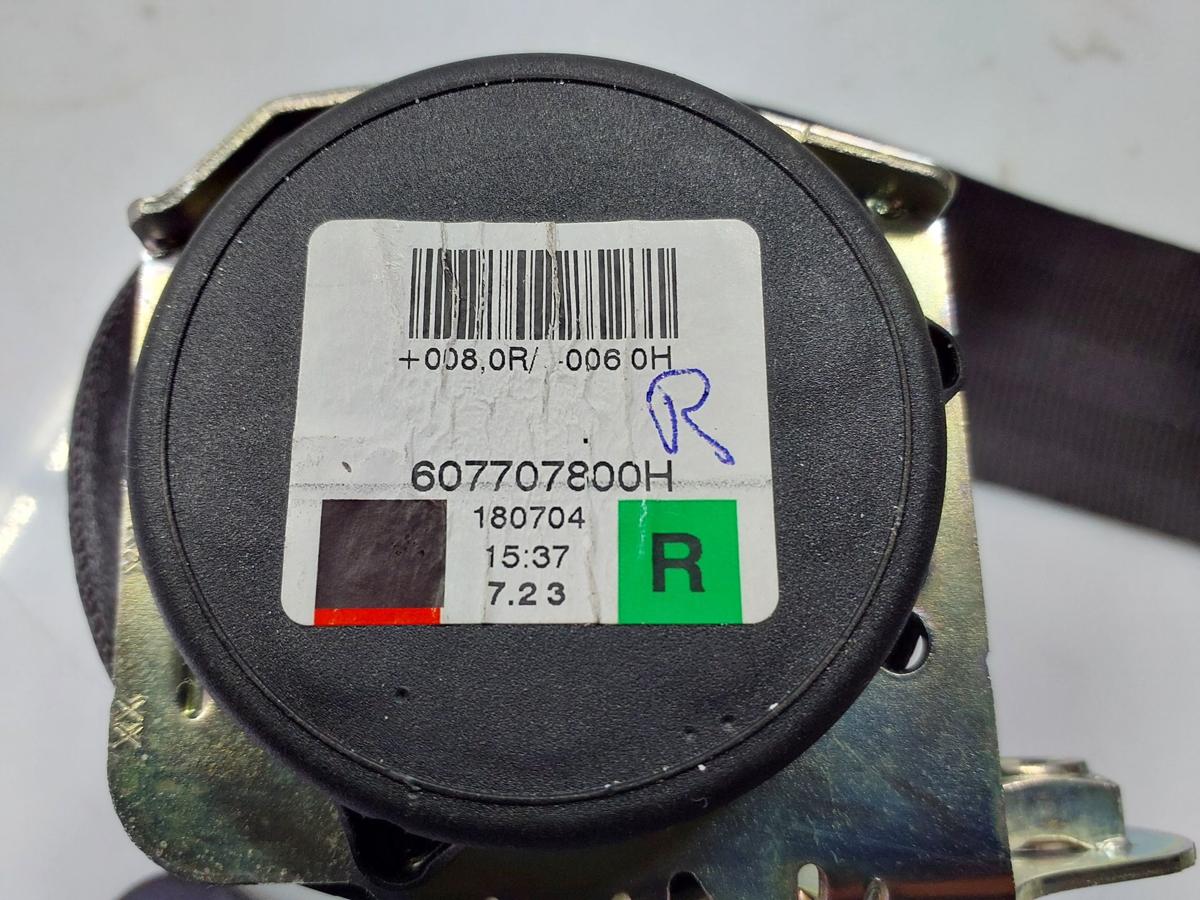 +008,0R/ -006 0H
R
607707800H
180704
15:37
7.2 3
R